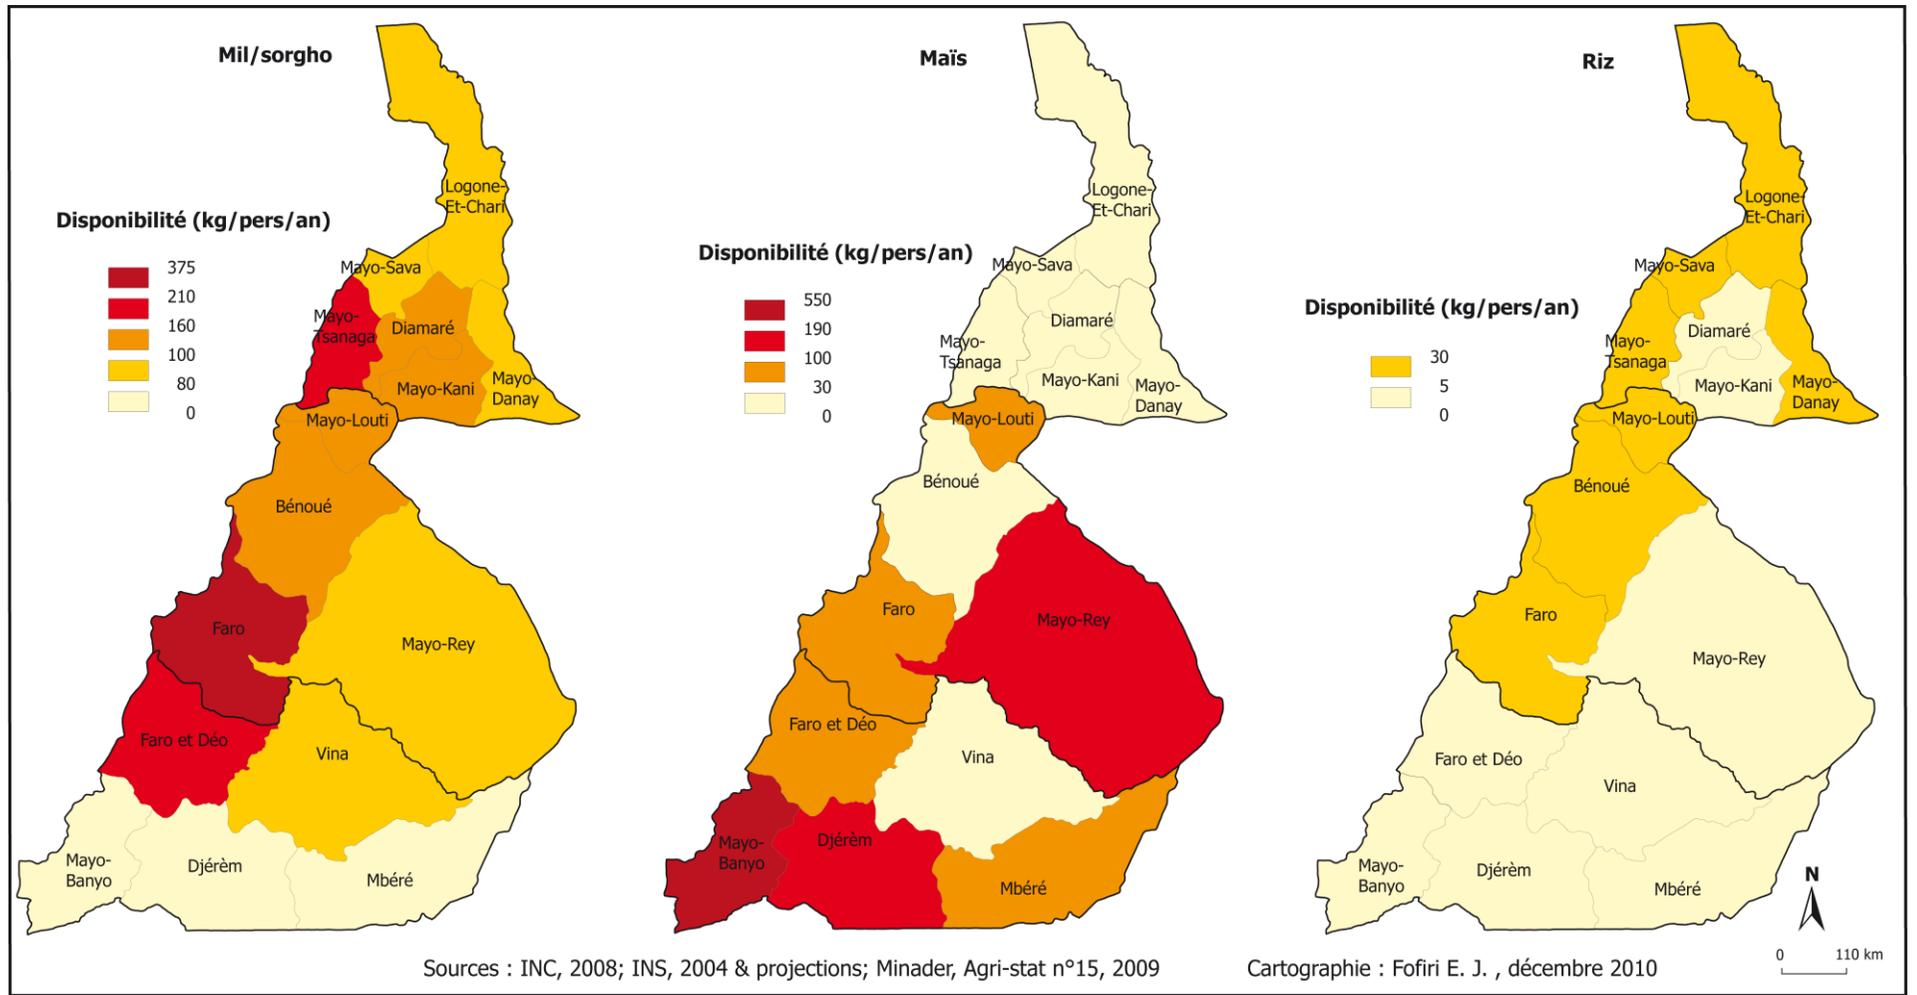 Mil/sorgho
Disponibilité (kg/pers/an)
375
210
160
100
80
0
Logone-
Et-Chari
Mayo-Sava
Mayo-
Tsanaga
Diamaré
Mayo-Kani
Mayo-
Danay
Mayo-Louti
Bénoué
Faro
Mayo-Rey
Faro et Déo
Vina
Mayo-
Banyo
Djérèm
Mbéré
Maïs
Disponibilité (kg/pers/an)
550
190
100
30
0
Logone-
Et-Chari
Mayo-Sava
Mayo-
Tsanaga
Diamaré
Mayo-Kani
Mayo-
Danay
Mayo-Louti
Bénoué
Faro
Mayo-Rey
Faro et Déo
Vina
Mayo-
Banyo
Djérèm
Mbéré
Riz
Disponibilité (kg/pers/an)
30
5
0
Logone-
Et-Chari
Mayo-Sava
Mayo-
Tsanaga
Diamaré
Mayo-Kani
Mayo-
Danay
Mayo-Louti
Bénoué
Faro
Mayo-Rey
Faro et Déo
Vina
Mayo-
Banyo
Djérèm
Mbéré
N
0 110 km
Sources : INC, 2008; INS, 2004 & projections; Minader, Agri-stat n°15, 2009
Cartographie : Fofiri E. J. , décembre 2010